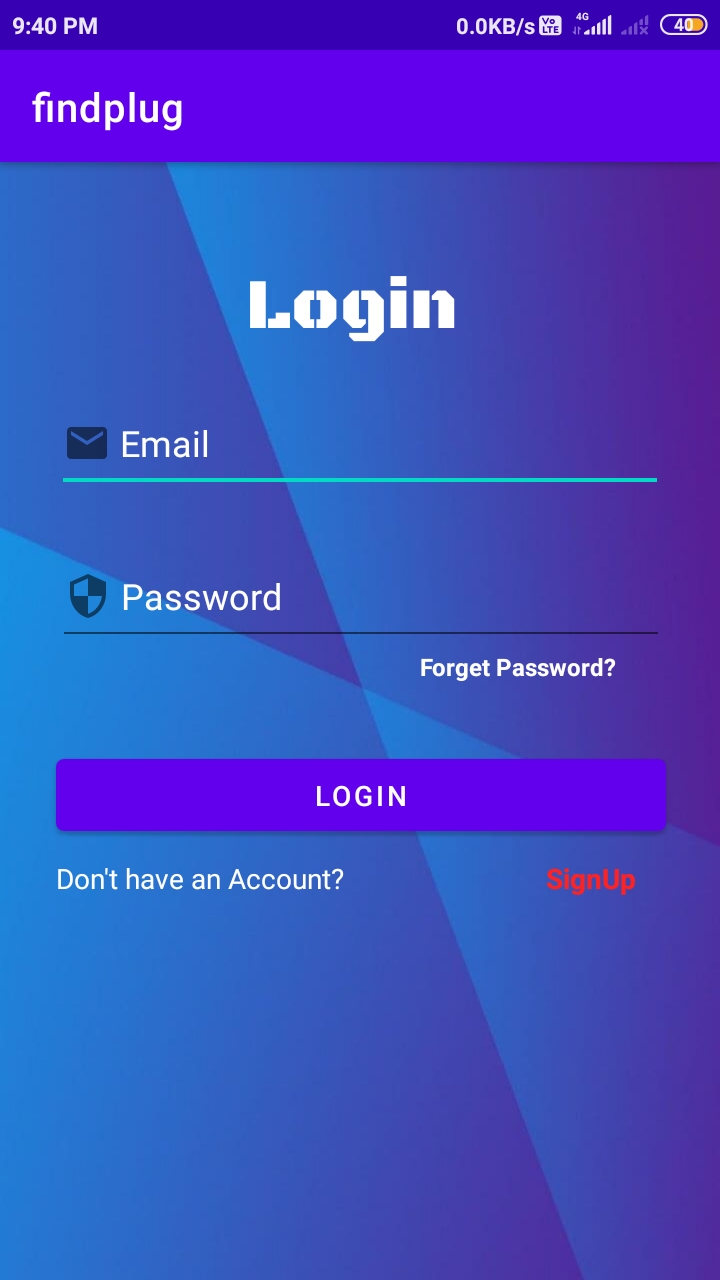 9:40 PM 0.0KB/s Vo LTE 4G 40
findplug
Login
Email
Password
Forget Password?
LOGIN
Don't have an Account? SignUp